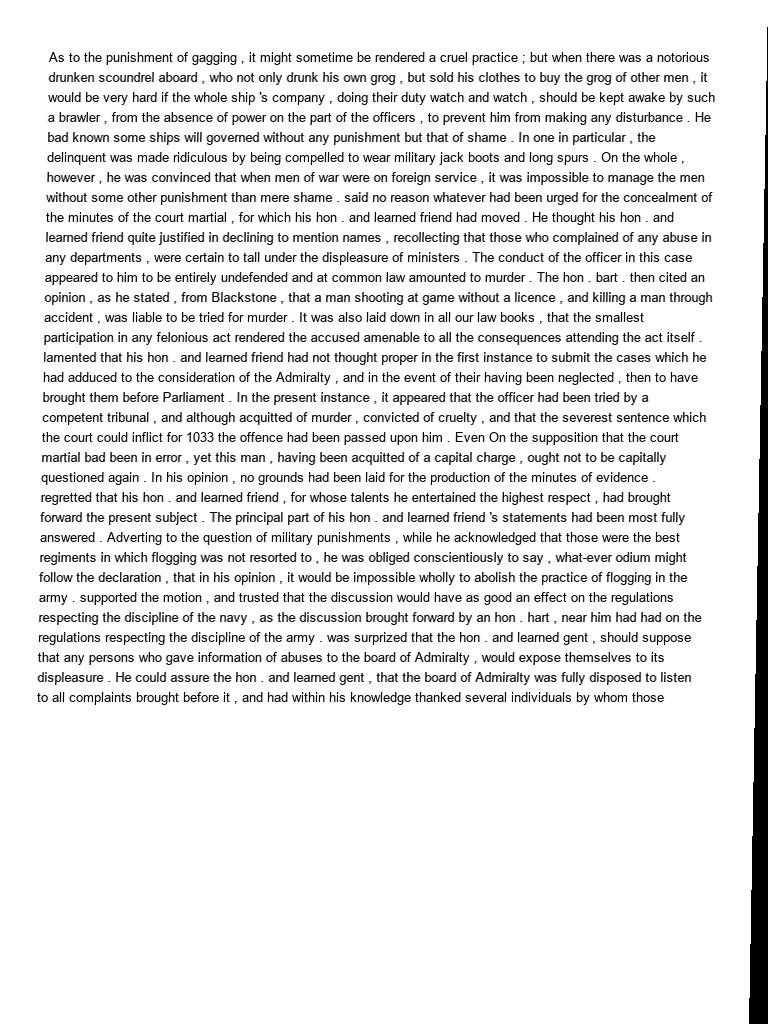 As to the punishment of gagging , it might sometime be rendered a cruel practice ; but when there was a notorious
drunken scoundrel aboard , who not only drunk his own grog , but sold his clothes to buy the grog of other men , it
would be very hard if the whole ship 's company , doing their duty watch and watch , should be kept awake by such
a brawler , from the absence of power on the part of the officers , to prevent him from making any disturbance . He
bad known some ships will governed without any punishment but that of shame . In one in particular , the
delinquent was made ridiculous by being compelled to wear military jack boots and long spurs . On the whole ,
however , he was convinced that when men of war were on foreign service , it was impossible to manage the men
without some other punishment than mere shame . said no reason whatever had been urged for the concealment of
the minutes of the court martial , for which his hon . and learned friend had moved . He thought his hon . and
learned friend quite justified in declining to mention names , recollecting that those who complained of any abuse in
any departments , were certain to tall under the displeasure of ministers . The conduct of the officer in this case
appeared to him to be entirely undefended and at common law amounted to murder . The hon . bart . then cited an
opinion , as he stated , from Blackstone , that a man shooting at game without a licence , and killing a man through
accident , was liable to be tried for murder . It was also laid down in all our law books , that the smallest
participation in any felonious act rendered the accused amenable to all the consequences attending the act itself .
lamented that his hon . and learned friend had not thought proper in the first instance to submit the cases which he
had adduced to the consideration of the Admiralty , and in the event of their having been neglected , then to have
brought them before Parliament . In the present instance , it appeared that the officer had been tried by a
competent tribunal , and although acquitted of murder , convicted of cruelty , and that the severest sentence which
the court could inflict for 1033 the offence had been passed upon him . Even On the supposition that the court
martial bad been in error , yet this man , having been acquitted of a capital charge , ought not to be capitally
questioned again . In his opinion , no grounds had been laid for the production of the minutes of evidence .
regretted that his hon . and learned friend , for whose talents he entertained the highest respect , had brought
forward the present subject . The principal part of his hon . and learned friend 's statements had been most fully
answered . Adverting to the question of military punishments , while he acknowledged that those were the best
regiments in which flogging was not resorted to , he was obliged conscientiously to say , what-ever odium might
follow the declaration , that in his opinion , it would be impossible wholly to abolish the practice of flogging in the
army . supported the motion , and trusted that the discussion would have as good an effect on the regulations
respecting the discipline of the navy , as the discussion brought forward by an hon . hart , near him had had on the
regulations respecting the discipline of the army . was surprized that the hon . and learned gent , should suppose
that any persons who gave information of abuses to the board of Admiralty , would expose themselves to its
displeasure . He could assure the hon . and learned gent , that the board of Admiralty was fully disposed to listen
to all complaints brought before it , and had within his knowledge thanked several individuals by whom those